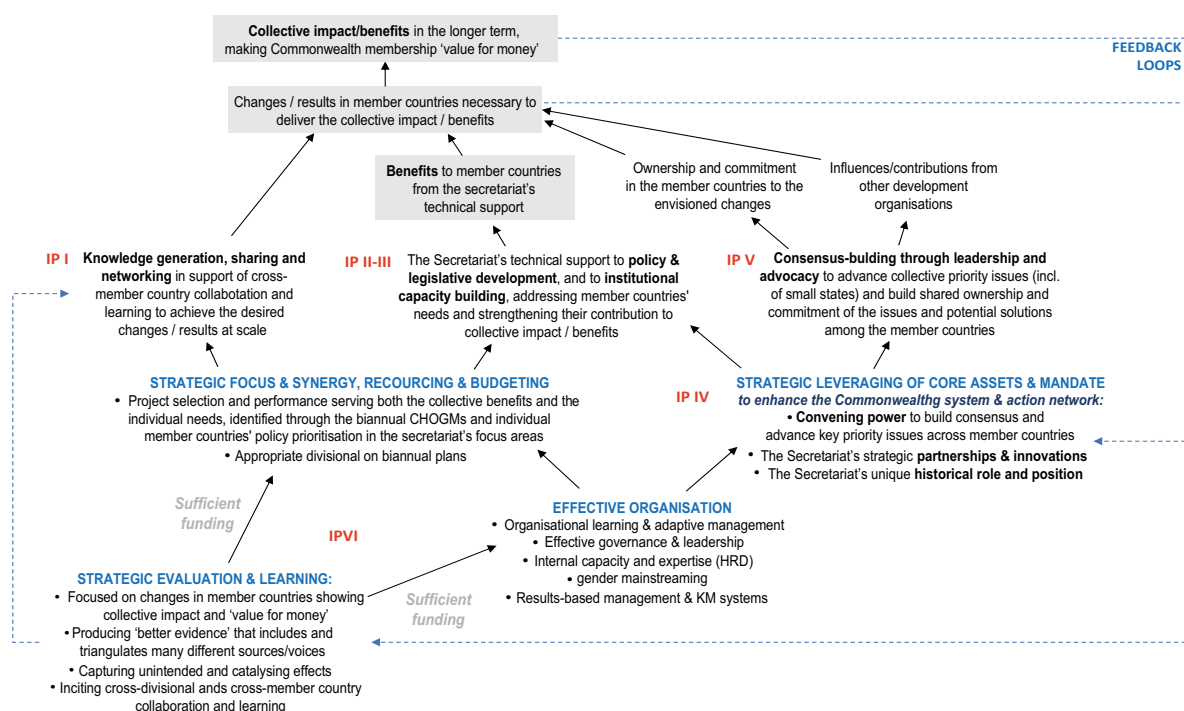 Collective impact/benefits in the longer term,
making Commonwealth membership ‘value for money’
FEEDBACK
LOOPS
Changes / results in member countries necessary to
deliver the collective impact / benefits
Benefits to member countries
from the secretariat’s
technical support
Ownership and commitment
in the member countries to the
envisioned changes
Influences/contributions from
other development
organisations
IP I
Knowledge generation, sharing and
networking in support of cross-
member country collabotation and
learning to achieve the desired
changes / results at scale
IP II-III
The Secretariat’s technical support to policy &
legislative development, and to institutional
capacity building, addressing member countries'
needs and strengthening their contribution to
collective impact / benefits
IP V
Consensus-bulding through leadership and
advocacy to advance collective priority issues (incl.
of small states) and build shared ownership and
commitment of the issues and potential solutions
among the member countries
STRATEGIC FOCUS & SYNERGY, RECOURCING & BUDGETING
• Project selection and performance serving both the collective benefits and the
individual needs, identified through the biannual CHOGMs and individual
member countries' policy prioritisation in the secretariat’s focus areas
• Appropriate divisional on biannual plans
IP IV
STRATEGIC LEVERAGING OF CORE ASSETS & MANDATE
to enhance the Commonwealthg system & action network:
• Convening power to build consensus and
advance key priority issues across member countries
• The Secretariat’s strategic partnerships & innovations
• The Secretariat’s unique historical role and position
Sufficient
funding
IPVI
EFFECTIVE ORGANISATION
• Organisational learning & adaptive management
• Effective governance & leadership
• Internal capacity and expertise (HRD)
• gender mainstreaming
• Results-based management & KM systems
STRATEGIC EVALUATION & LEARNING:
• Focused on changes in member countries showing
collective impact and ‘value for money’
• Producing ‘better evidence’ that includes and
triangulates many different sources/voices
• Capturing unintended and catalysing effects
• Inciting cross-divisional ands cross-member country
collaboration and learning
Sufficient
funding